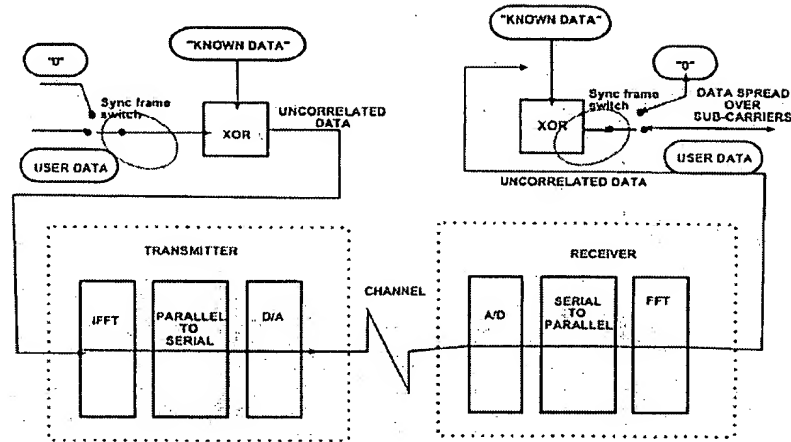 "KNOWN DATA"
"0"
Sync frame
switch
XOR
UNCORRELATED
DATA
USER DATA
"KNOWN DATA"
"0"
Sync frame
switch
XOR
DATA SPREAD
OVER
SUB-CARRIERS
USER DATA
UNCORRELATED DATA
TRANSMITTER
IFFT
PARALLEL
TO
SERIAL
D/A
CHANNEL
RECEIVER
A/D
SERIAL
TO
PARALLEL
FFT